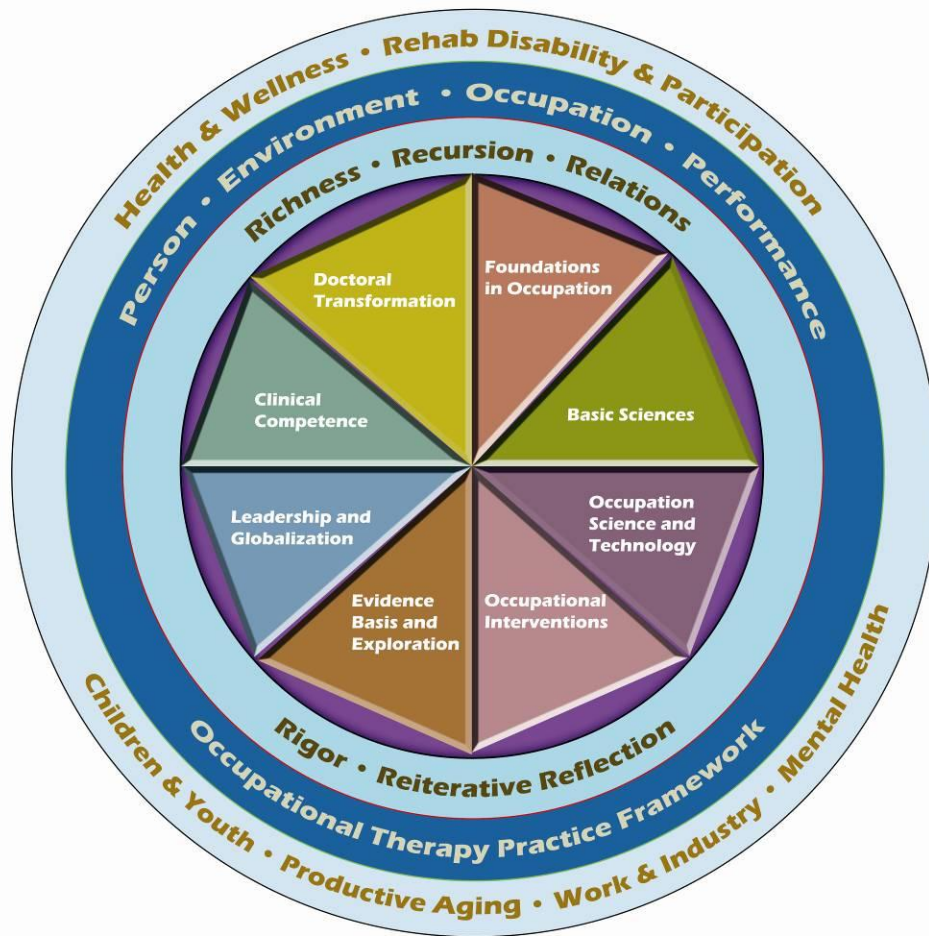 Health & Wellness • Rehab Disability & Participation
Person • Environment • Occupation • Performance
Richness • Recursion • Relations
Doctoral
Transformation
Foundations
in Occupation
Clinical
Competence
Basic Sciences
Leadership and
Globalization
Occupation
Science and
Technology
Evidence
Basis and
Exploration
Occupational
Interventions
Rigor • Reiterative Reflection
Occupational Therapy Practice Framework
Children & Youth • Productive Aging • Work & Industry • Mental Health